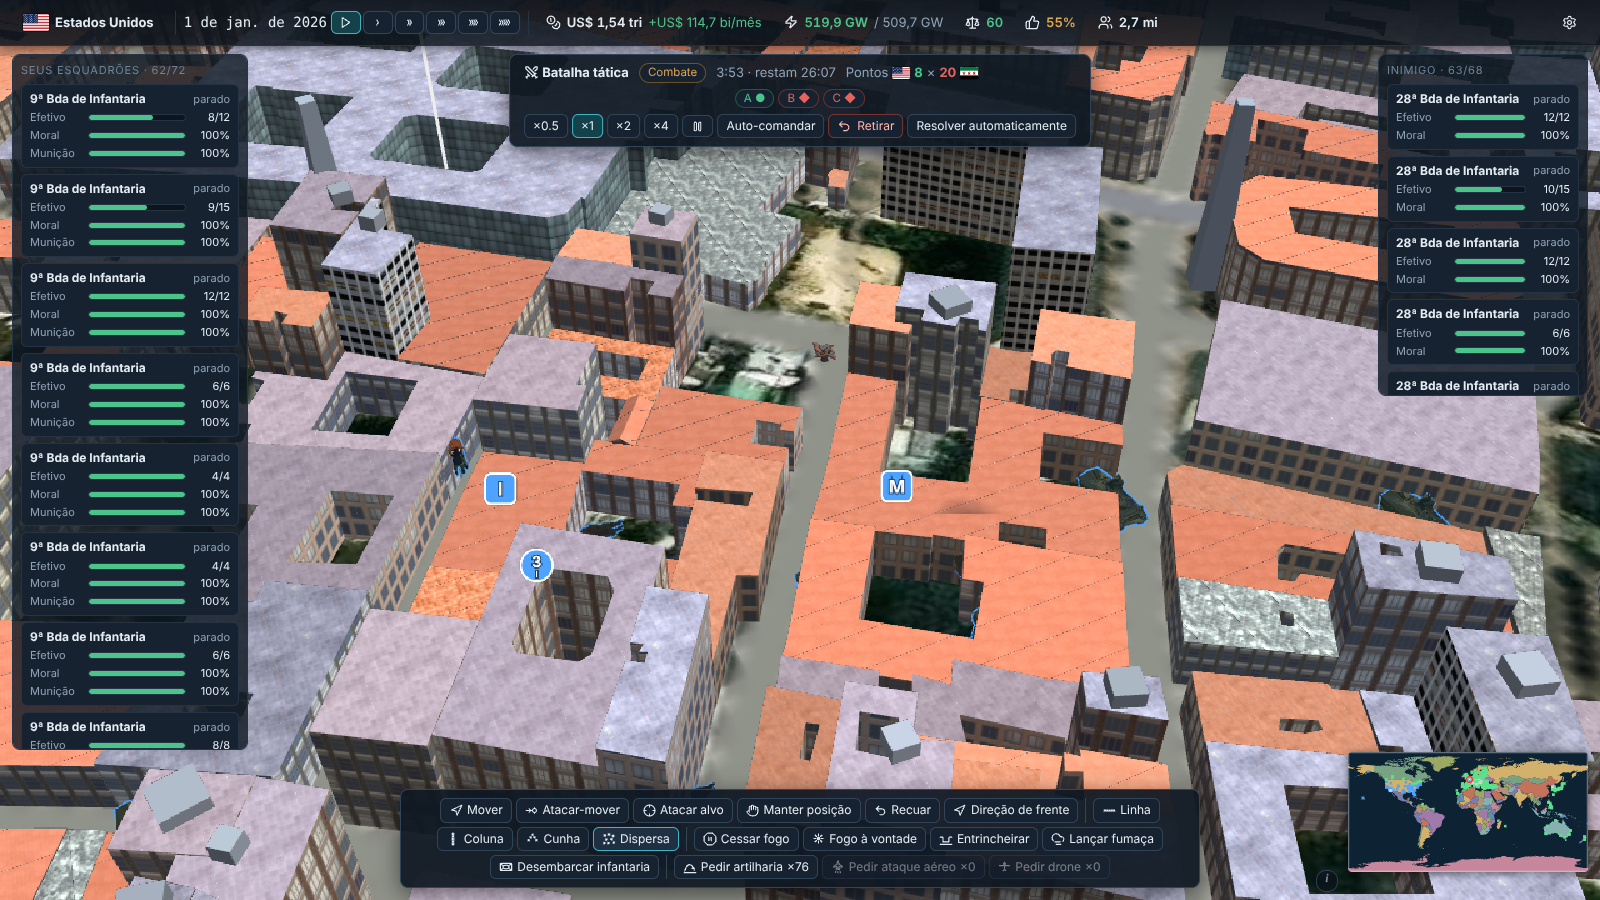 Estados Unidos
1 de jan. de 2026
US$ 1,54 tri +US$ 114,7 bi/mês
519,9 GW / 509,7 GW
60
55%
2,7 mi
SEUS ESQUADRÕES · 62/72
9ª Bda de Infantaria parado
Efetivo 8/12
Moral 100%
Munição 100%
9ª Bda de Infantaria parado
Efetivo 9/15
Moral 100%
Munição 100%
9ª Bda de Infantaria parado
Efetivo 12/12
Moral 100%
Munição 100%
9ª Bda de Infantaria parado
Efetivo 6/6
Moral 100%
Munição 100%
9ª Bda de Infantaria parado
Efetivo 4/4
Moral 100%
Munição 100%
9ª Bda de Infantaria parado
Efetivo 4/4
Moral 100%
Munição 100%
9ª Bda de Infantaria parado
Efetivo 6/6
Moral 100%
Munição 100%
9ª Bda de Infantaria parado
Efetivo 8/8
Batalha tática Combate 3:53 · restam 26:07 Pontos 8 × 20
A B C
×0.5 ×1 ×2 ×4 Auto-comandar Retirar Resolver automaticamente
INIMIGO · 63/68
28ª Bda de Infantaria parado
Efetivo 12/12
Moral 100%
28ª Bda de Infantaria parado
Efetivo 10/15
Moral 100%
28ª Bda de Infantaria parado
Efetivo 12/12
Moral 100%
28ª Bda de Infantaria parado
Efetivo 6/6
Moral 100%
28ª Bda de Infantaria parado
I
M
3
I
Mover Atacar-mover Atacar alvo Manter posição Recuar Direção de frente Linha
Coluna Cunha Dispersa Cessar fogo Fogo à vontade Entrincheirar Lançar fumaça
Desembarcar infantaria Pedir artilharia ×76 Pedir ataque aéreo ×0 Pedir drone ×0
i